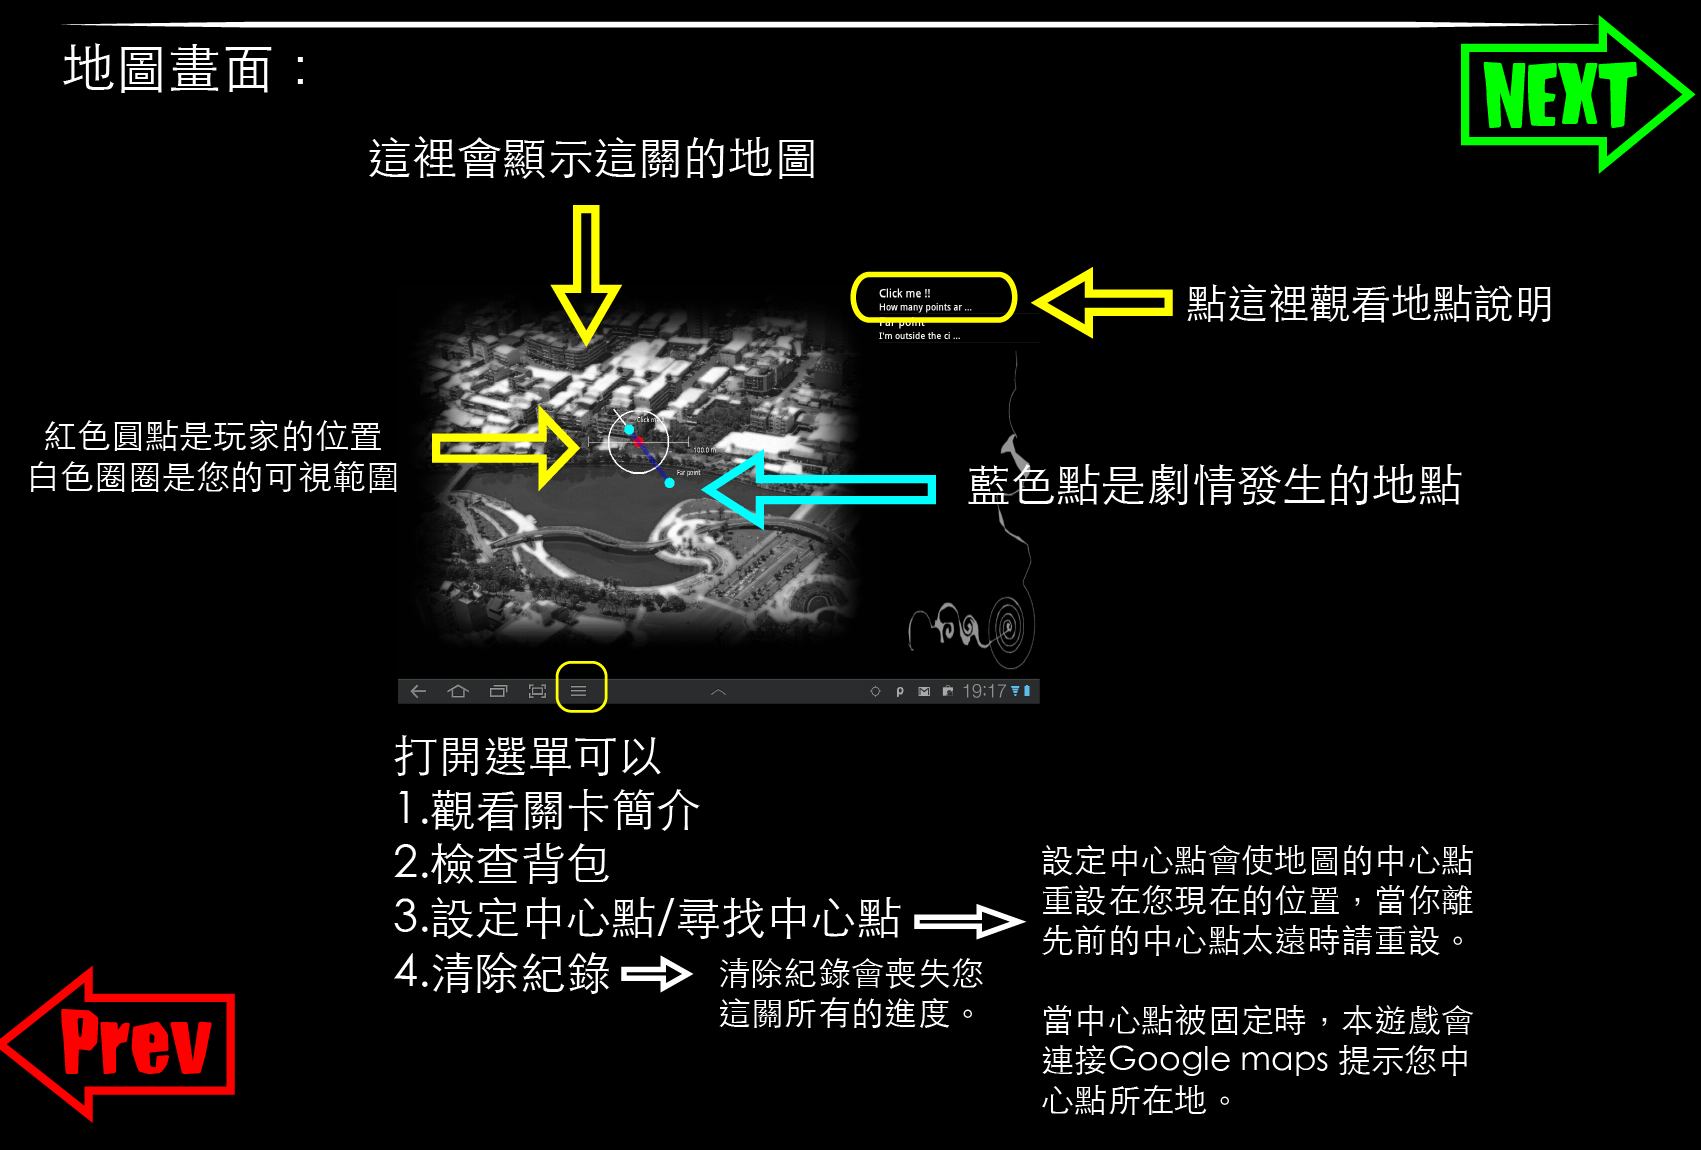 地圖畫面：
NEXT
這裡會顯示這關的地圖
Click me !!
How many points ar ...
點這裡觀看地點說明
Far point
I'm outside the ci ...
紅色圓點是玩家的位置
白色圈圈是您的可視範圍
Click me
100.0 m
Far point
藍色點是劇情發生的地點
19:17
打開選單可以
1.觀看關卡簡介
2.檢查背包
3.設定中心點/尋找中心點
4.清除紀錄
清除紀錄會喪失您
這關所有的進度。
設定中心點會使地圖的中心點
重設在您現在的位置，當你離
先前的中心點太遠時請重設。
當中心點被固定時，本遊戲會
連接Google maps 提示您中
心點所在地。
Prev